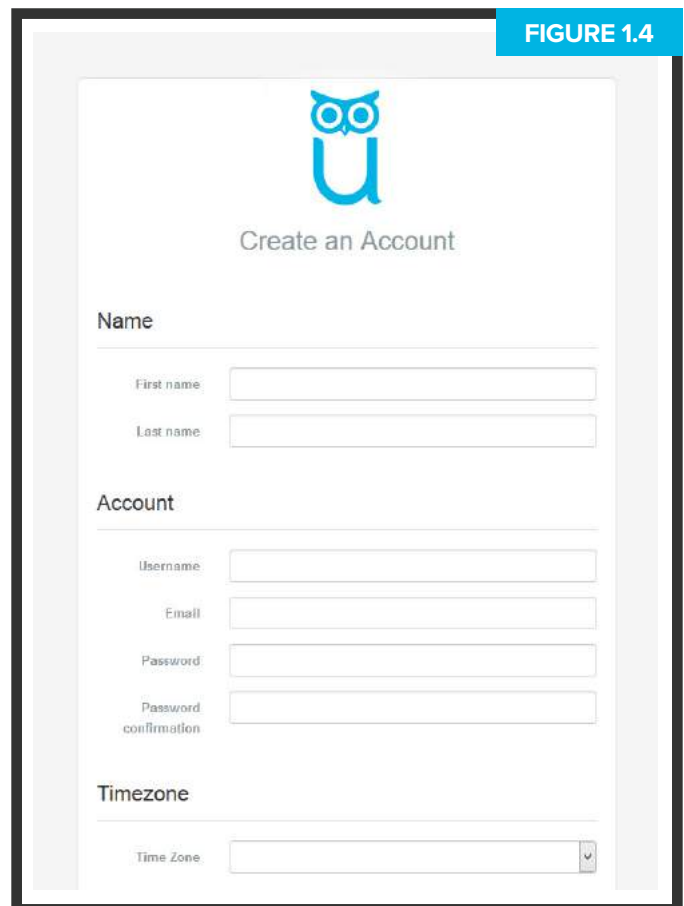 FIGURE 1.4
u
Create an Account
Name
First name
Last name
Account
Username
Email
Password
Password
confirmation
Timezone
Time Zone